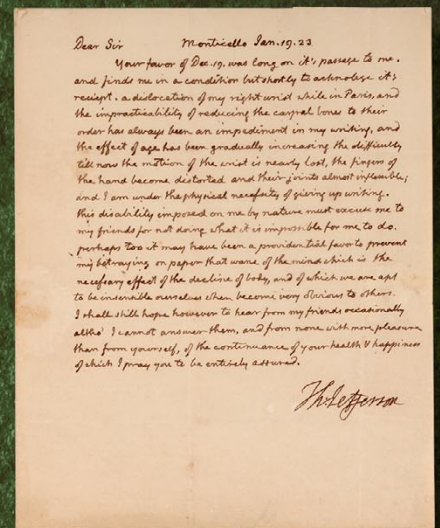 Dear Sir Monticello Jan. 19. 23
Your favor of Dec. 19. was long on it's passage to me.
and finds me in a condition but shortly to acknolege it's
reciept. a dislocation of my right wrist while in Paris, and
the impracticability of reducing the carpal bones to their
order has always been an impediment in my writing, and
the effect of age has been gradually increasing the difficulty
till now the motion of the wrist is nearly lost, the fingers of
the hand become distorted and their joints almost inflexible;
and I am under the physical necessity of giving up writing.
this disability imposed on me by nature must excuse me to
my friends for not doing what it is impossible for me to do.
perhaps too it may have been a providential favor to prevent
my betraying on paper that wane of the mind which is the
necessary effect of the decline of body, and of which we are apt
to be insensible ourselves when become very obvious to others.
I shall still hope however to hear from my friends occasionally
altho' I cannot answer them, and from none with more pleasure
than from yourself, of the continuance of your health & happiness
of which I pray you to be entirely assured.
Th: Jefferson